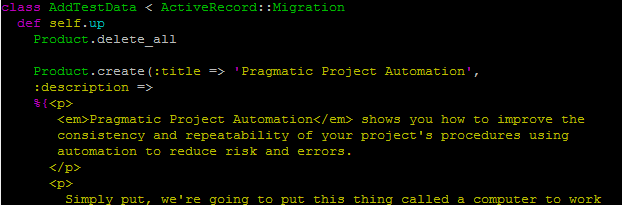 class AddTestData < ActiveRecord::Migration
  def self.up
    Product.delete_all

    Product.create(:title => 'Pragmatic Project Automation',
    :description =>
    %{<p>
       <em>Pragmatic Project Automation</em> shows you how to improve the
       consistency and repeatability of your project's procedures using
       automation to reduce risk and errors.
      </p>
      <p>
        Simply put, we're going to put this thing called a computer to work